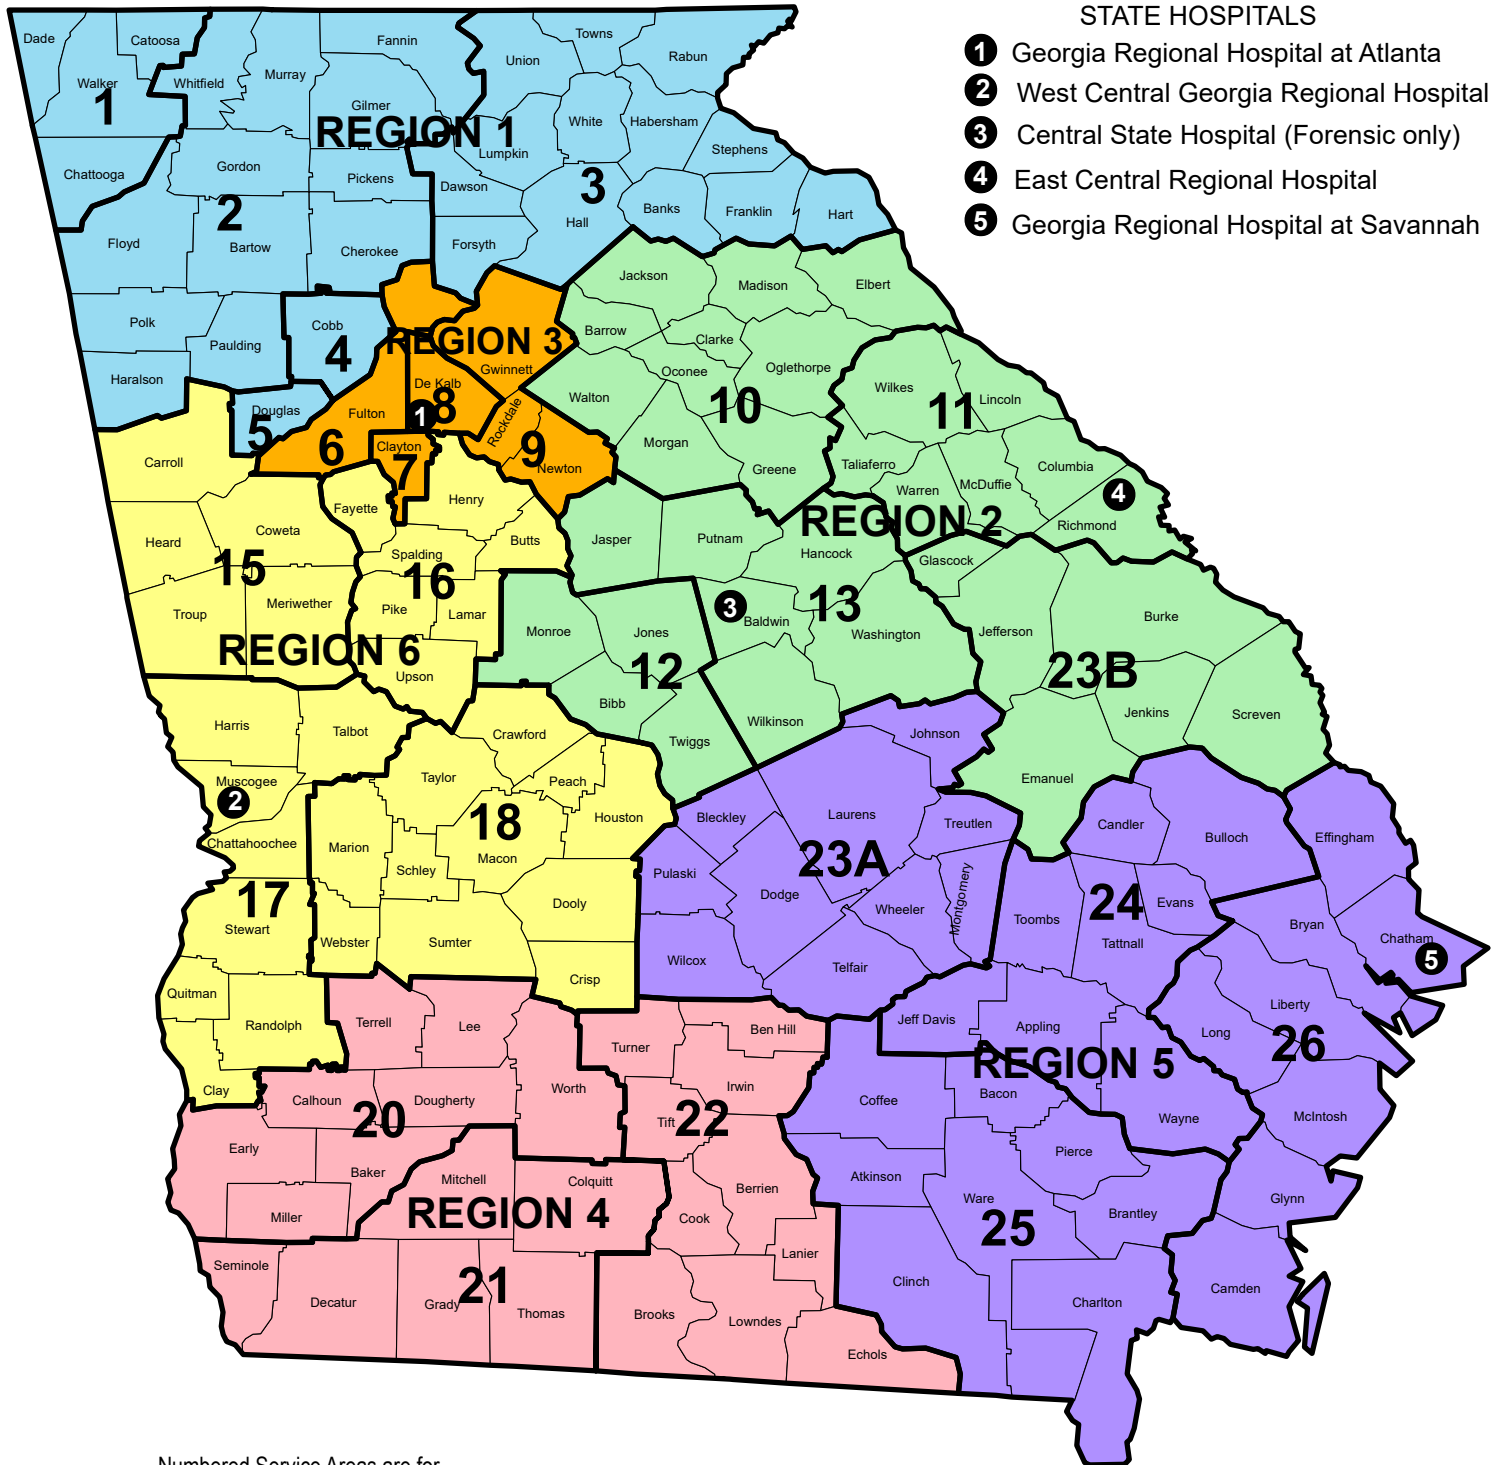 STATE HOSPITALS
1 Georgia Regional Hospital at Atlanta
2 West Central Georgia Regional Hospital
3 Central State Hospital (Forensic only)
4 East Central Regional Hospital
5 Georgia Regional Hospital at Savannah
Dade
Catoosa
Walker
1
Whitfield
Murray
Fannin
Gilmer
REGION 1
Union
Towns
Rabun
White
Habersham
Lumpkin
Stephens
Chattooga
Gordon
Pickens
Dawson
2
3
Banks
Franklin
Hart
Hall
Floyd
Bartow
Cherokee
Forsyth
Polk
Paulding
Haralson
Cobb
4
Douglas
5
REGION 3
Gwinnett
De Kalb
1
8
Fulton
6
Clayton
7
Rockdale
9
Newton
Jackson
Madison
Elbert
Barrow
Clarke
Oconee
Oglethorpe
Walton
10
Morgan
Greene
Wilkes
11
Lincoln
Taliaferro
Columbia
Warren
McDuffie
4
Richmond
REGION 2
Hancock
Glascock
Jasper
Putnam
3
Baldwin
13
Washington
Monroe
Jones
12
Bibb
Twiggs
Wilkinson
Jefferson
Burke
23B
Jenkins
Screven
Emanuel
Carroll
Heard
Coweta
15
Troup
Meriwether
REGION 6
Fayette
Henry
Spalding
16
Butts
Pike
Lamar
Upson
Harris
Talbot
Muscogee
2
Chattahoochee
17
Stewart
Quitman
Randolph
Clay
Crawford
Taylor
Peach
18
Houston
Macon
Marion
Schley
Dooly
Webster
Sumter
Crisp
Johnson
Bleckley
Laurens
Treutlen
23A
Pulaski
Dodge
Wheeler
Montgomery
Wilcox
Telfair
Candler
Bulloch
Effingham
24
Evans
Toombs
Tattnall
Bryan
Chatham
5
Jeff Davis
Appling
Liberty
Long
26
REGION 5
Bacon
Coffee
Wayne
McIntosh
Pierce
Atkinson
Ware
25
Brantley
Glynn
Clinch
Charlton
Camden
Terrell
Lee
Turner
Ben Hill
Worth
Irwin
Calhoun
20
Dougherty
Tift
22
Early
Baker
Mitchell
Colquitt
Berrien
REGION 4
Miller
Cook
Lanier
Seminole
Decatur
Grady
21
Thomas
Brooks
Lowndes
Echols
Numbered Service Areas are for